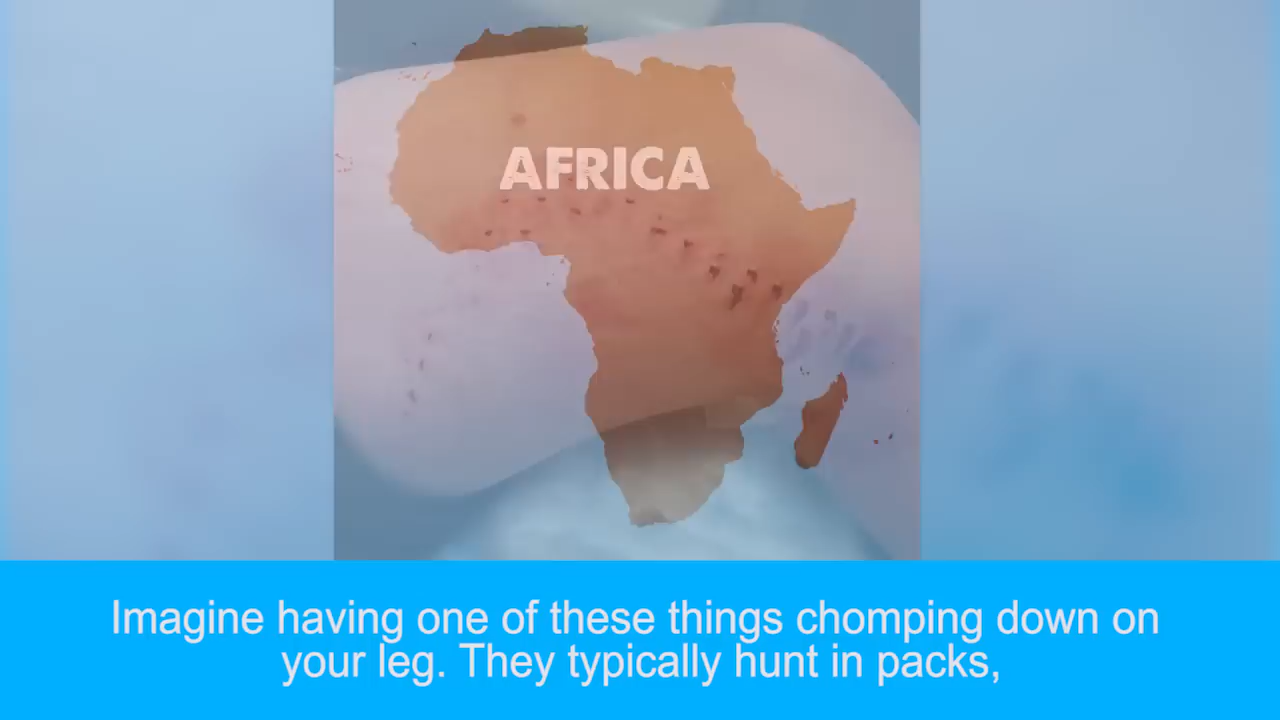 AFRICA
Imagine having one of these things chomping down on
your leg. They typically hunt in packs,